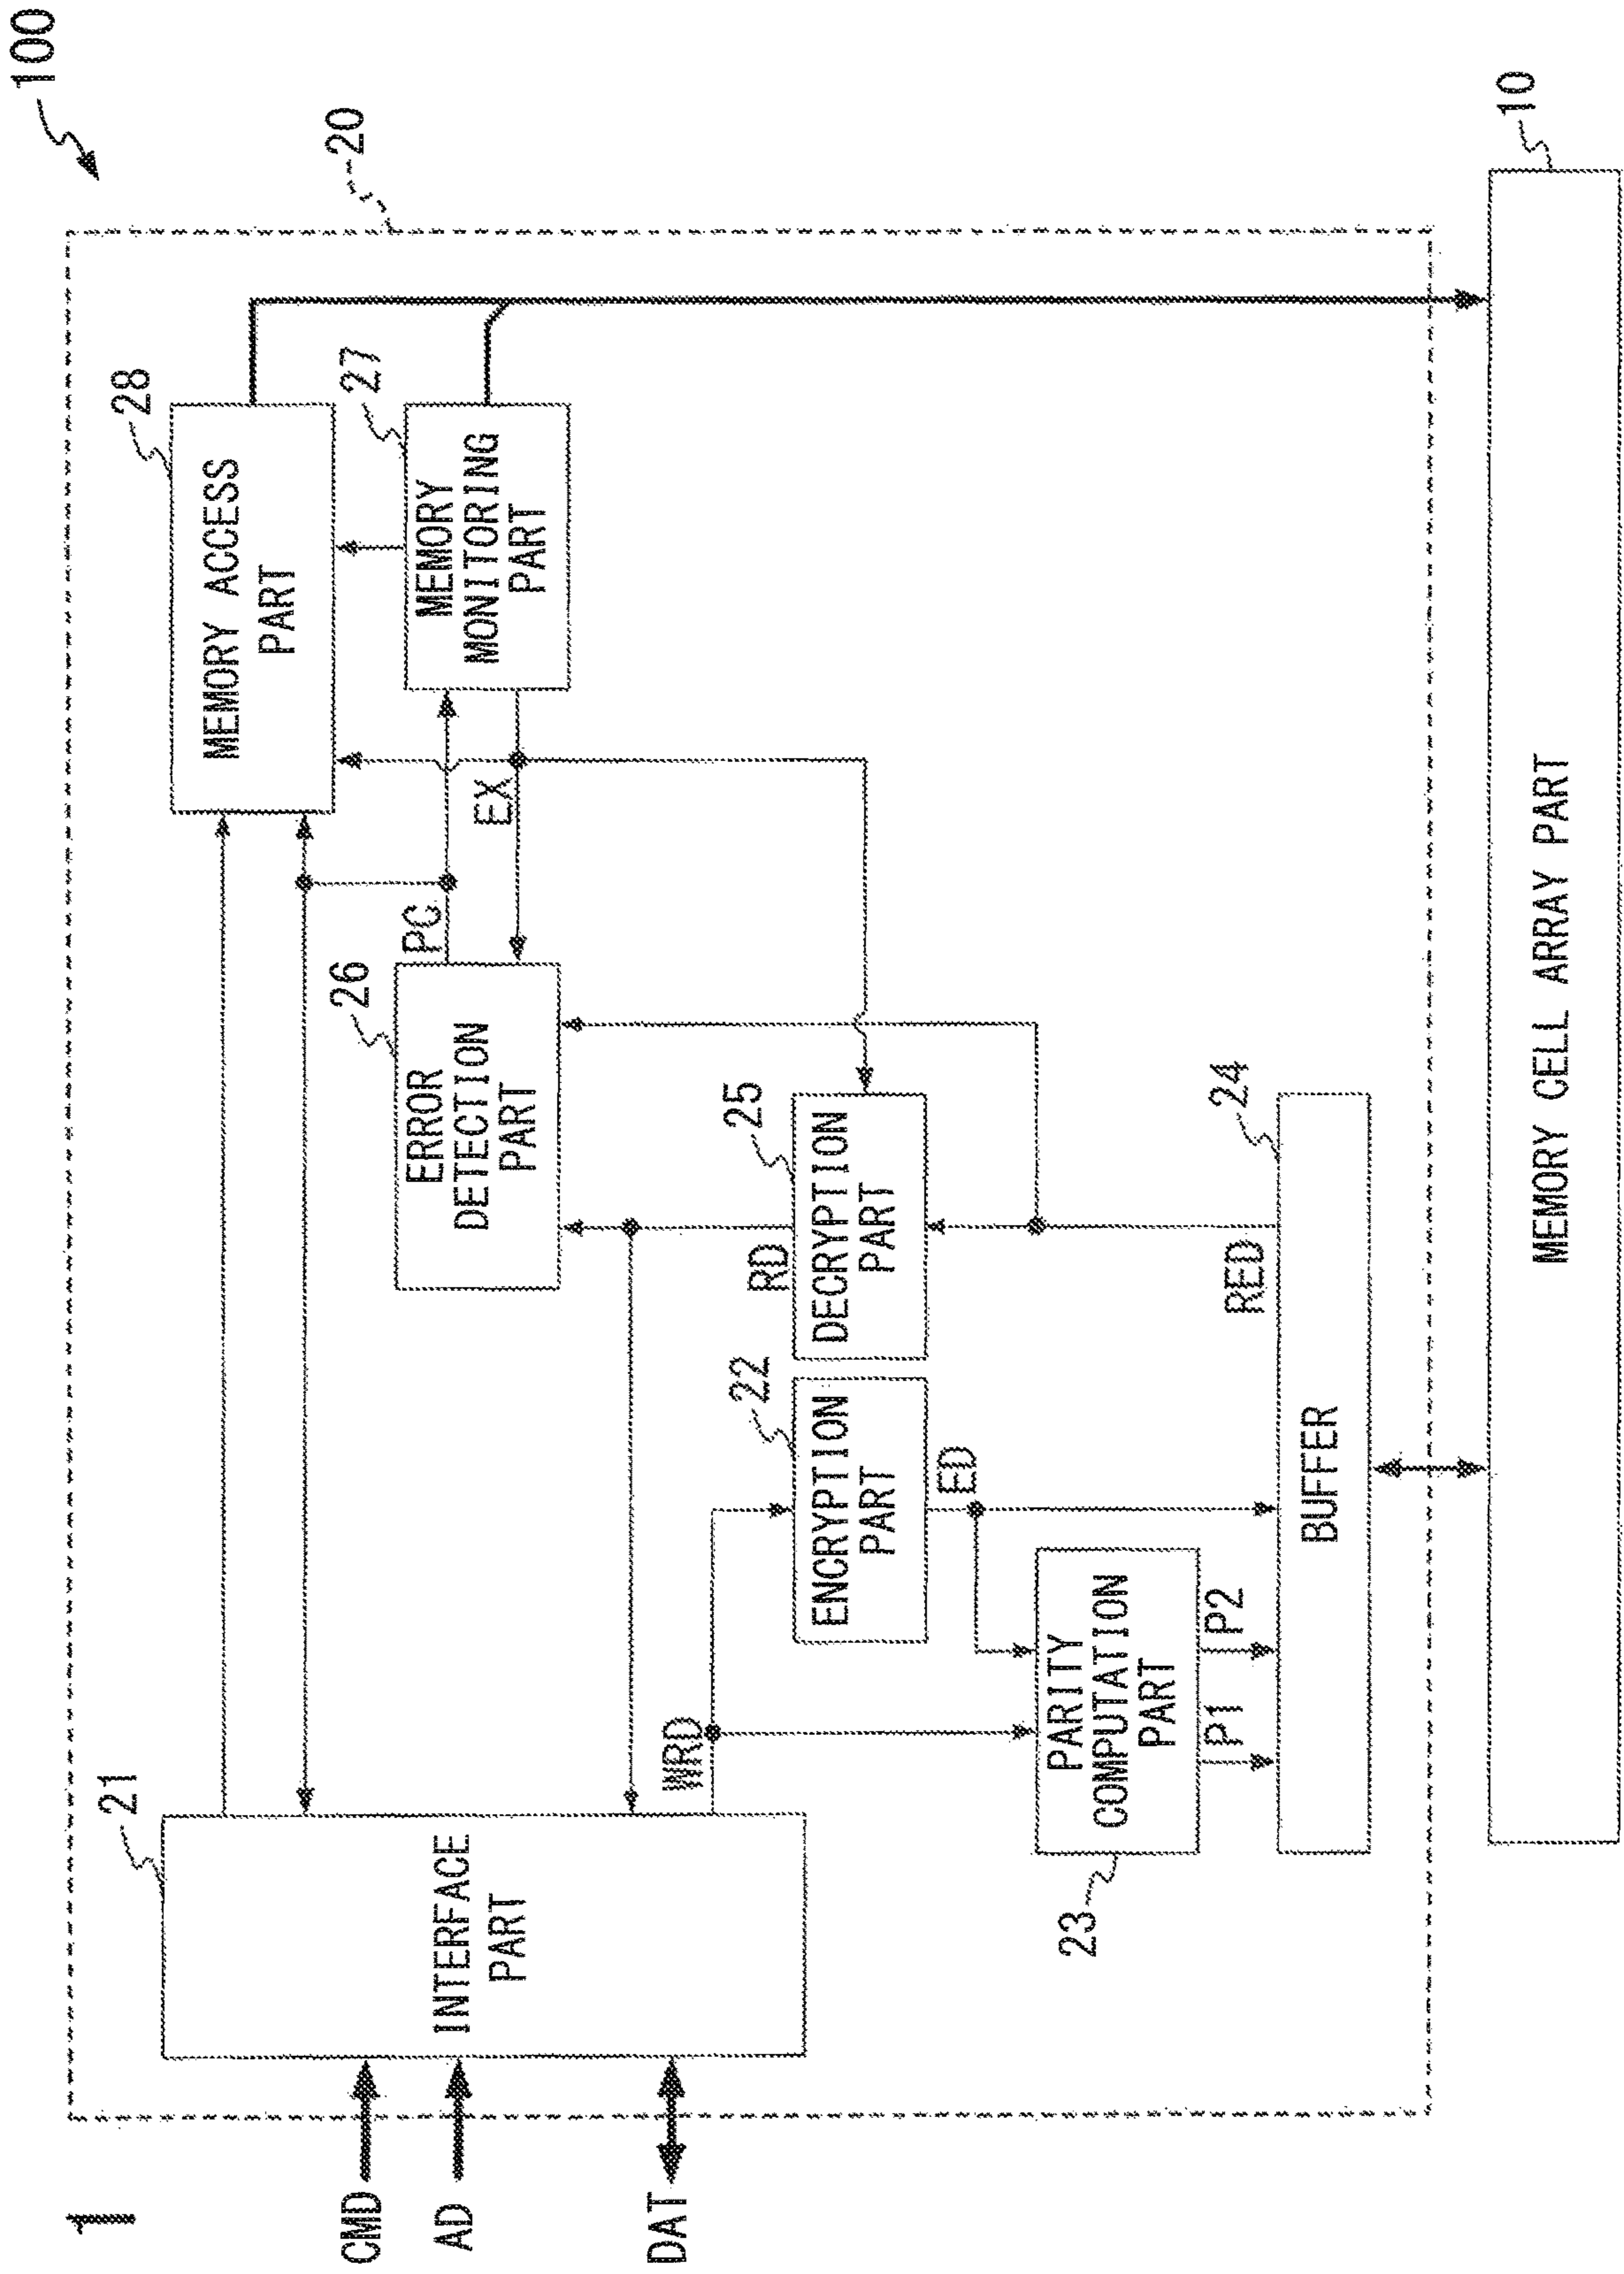 1
100
20
28
MEMORY ACCESS
PART
27
MEMORY
MONITORING
PART
21
INTERFACE
PART
CMD
AD
DAT
26
ERROR
DETECTION
PART
PC
EX
WRD
RD
22
ENCRYPTION
PART
25
DECRYPTION
PART
ED
RED
23
PARITY
COMPUTATION
PART
P1
P2
24
BUFFER
10
MEMORY CELL ARRAY PART